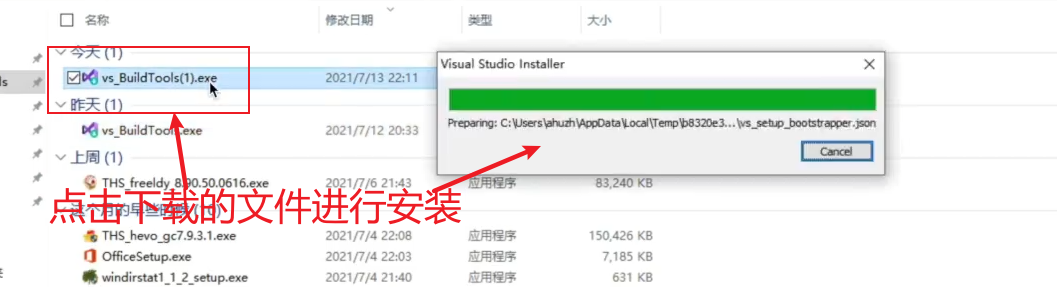 名称 修改日期 类型 大小
今天 (1)
vs_BuildTools(1).exe 2021/7/13 22:11
昨天 (1)
vs_BuildTools.exe 2021/7/12 20:33
上周 (1)
THS_freeldy_8.90.50.0616.exe 2021/7/6 21:43 应用程序 83,240 KB
THS_hevo_gc7.9.3.1.exe 2021/7/4 22:08 应用程序 150,426 KB
OfficeSetup.exe 2021/7/4 22:03 应用程序 7,185 KB
windirstat1_1_2_setup.exe 2021/7/4 21:40 应用程序 631 KB
Visual Studio Installer
Preparing: C:\Users\ahuzh\AppData\Local\Temp\b8320e3...\vs_setup_bootstrapper.json
Cancel
点击下载的文件进行安装